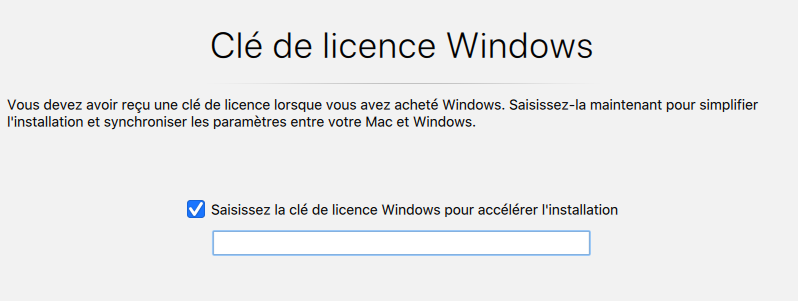 Clé de licence Windows
Vous devez avoir reçu une clé de licence lorsque vous avez acheté Windows. Saisissez-la maintenant pour simplifier
l'installation et synchroniser les paramètres entre votre Mac et Windows.
Saisissez la clé de licence Windows pour accélérer l'installation